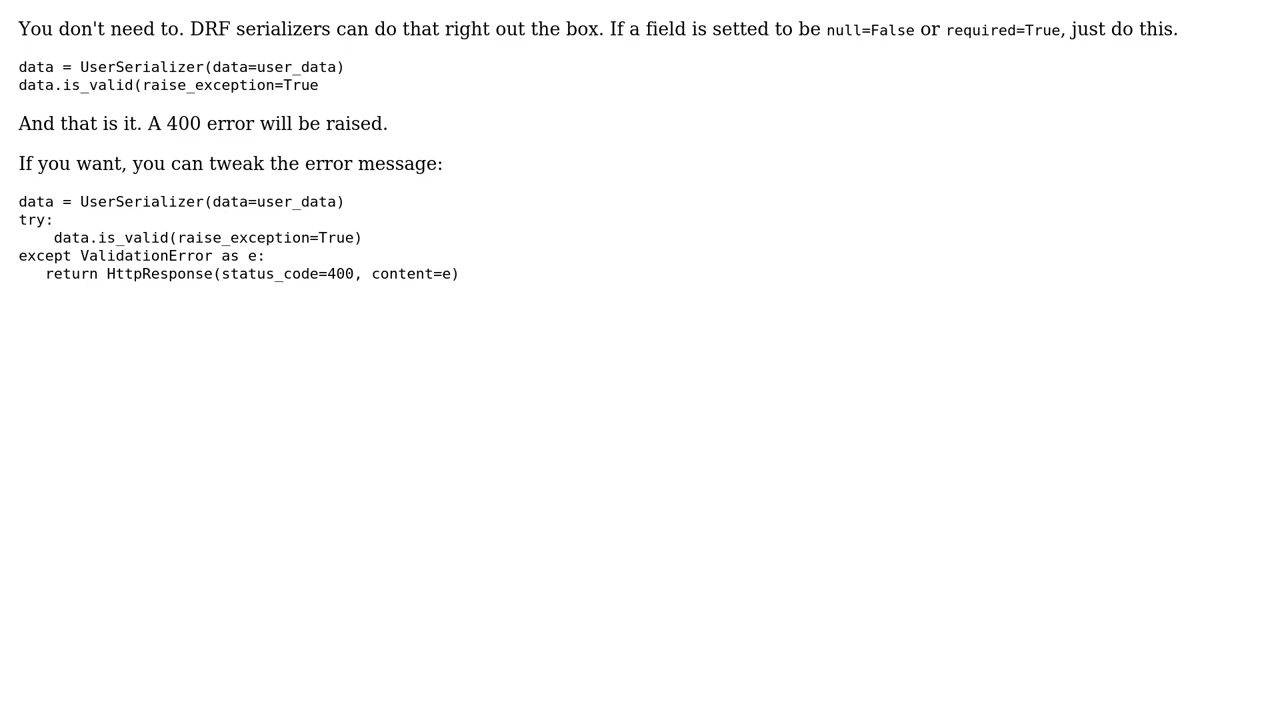 You don't need to. DRF serializers can do that right out the box. If a field is setted to be null=False or required=True, just do this.
data = UserSerializer(data=user_data)
data.is_valid(raise_exception=True
And that is it. A 400 error will be raised.
If you want, you can tweak the error message:
data = UserSerializer(data=user_data)
try:
    data.is_valid(raise_exception=True)
except ValidationError as e:
   return HttpResponse(status_code=400, content=e)